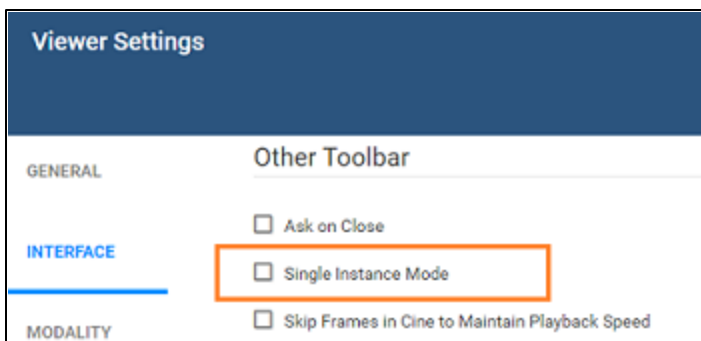 Viewer Settings
GENERAL
INTERFACE
MODALITY
Other Toolbar
Ask on Close
Single Instance Mode
Skip Frames in Cine to Maintain Playback Speed